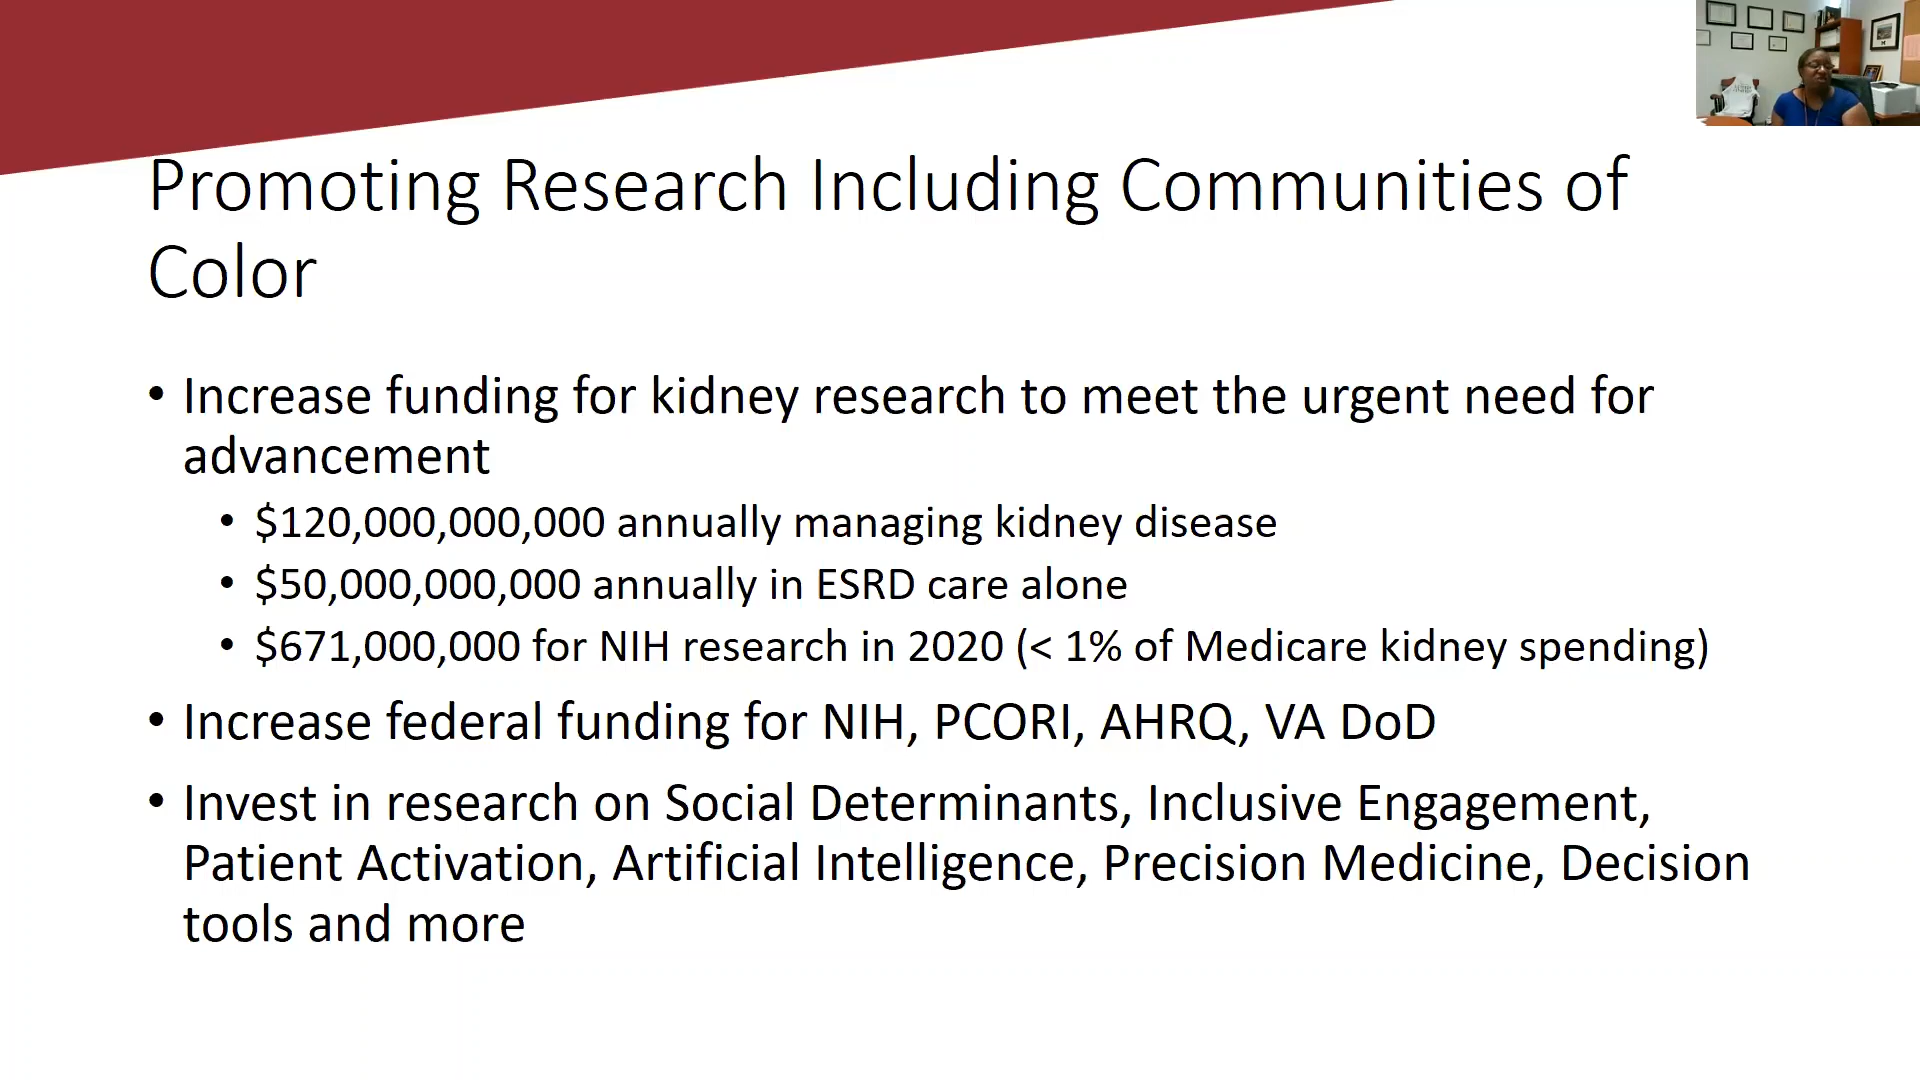 Promoting Research Including Communities of
Color
• Increase funding for kidney research to meet the urgent need for
advancement
• $120,000,000,000 annually managing kidney disease
• $50,000,000,000 annually in ESRD care alone
• $671,000,000 for NIH research in 2020 (< 1% of Medicare kidney spending)
• Increase federal funding for NIH, PCORI, AHRQ, VA DoD
• Invest in research on Social Determinants, Inclusive Engagement,
Patient Activation, Artificial Intelligence, Precision Medicine, Decision
tools and more